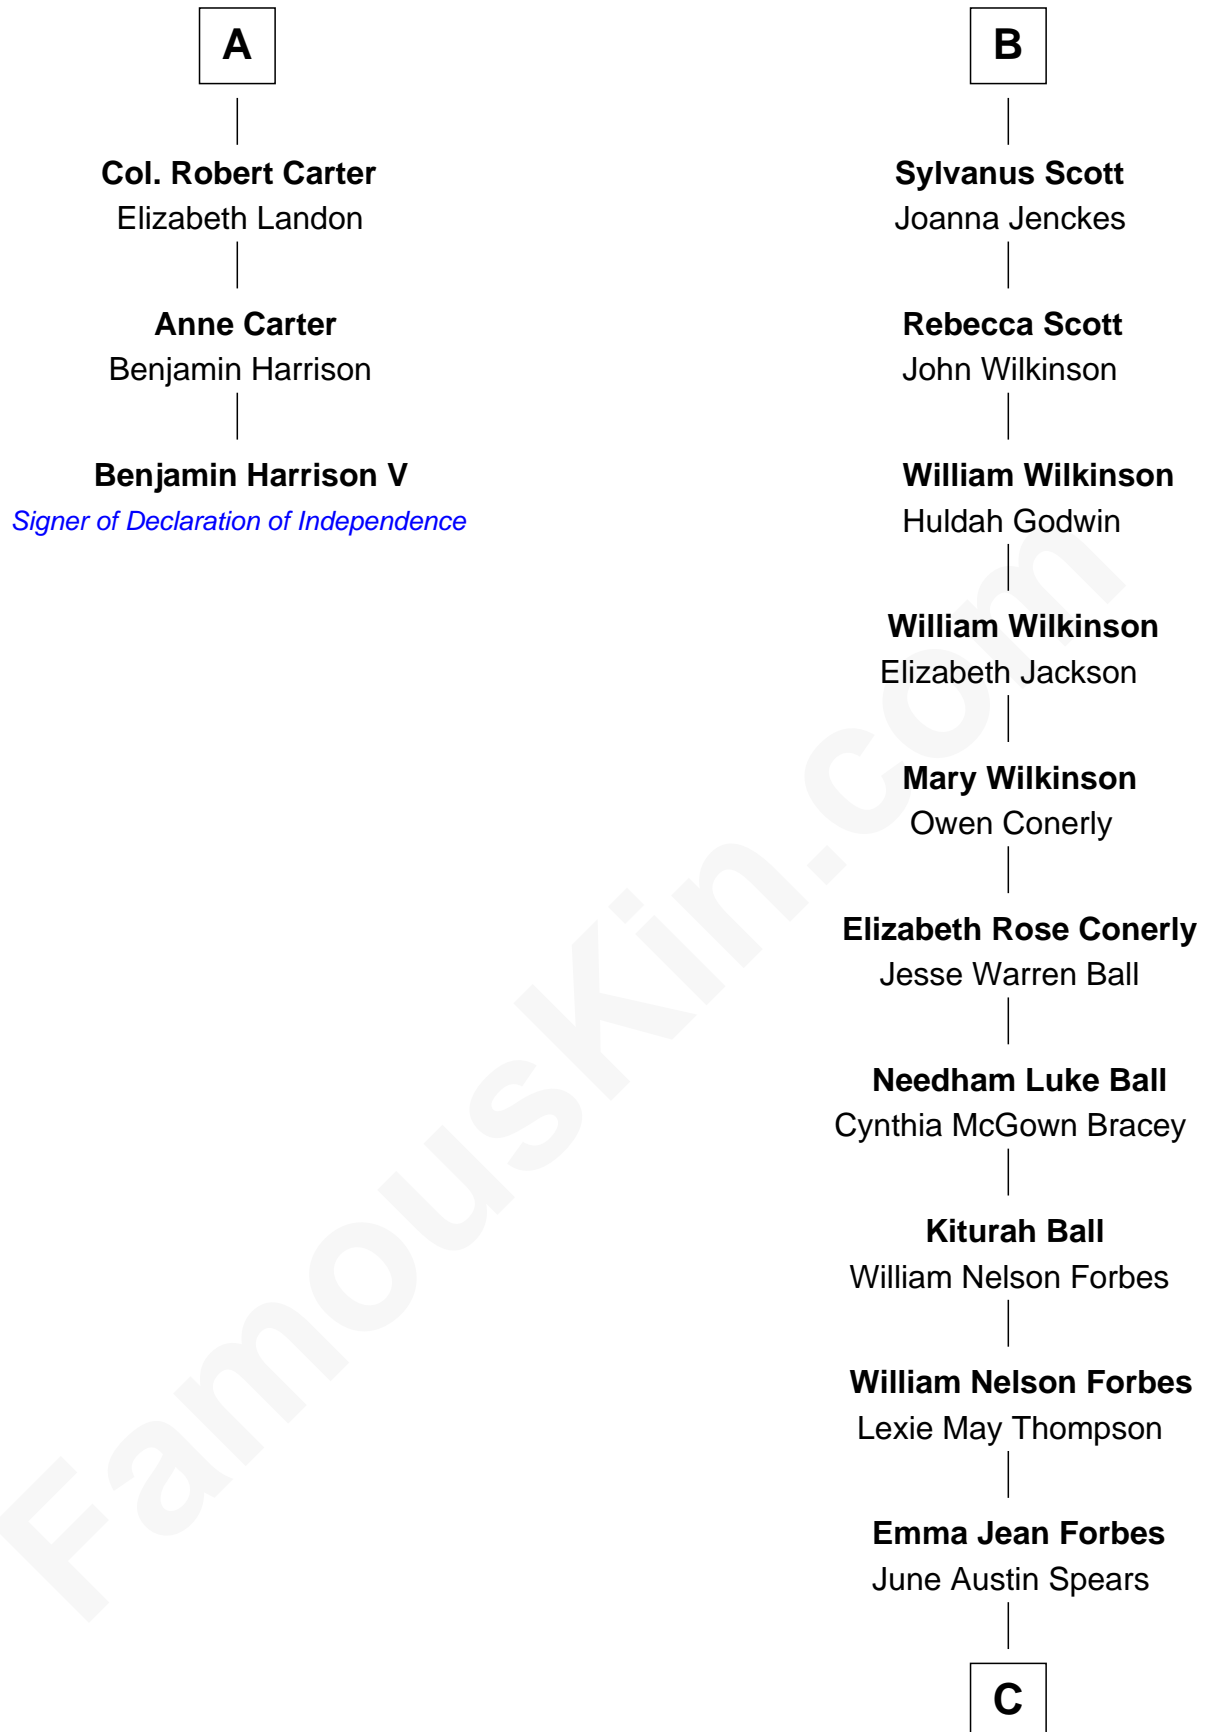 A
Col. Robert Carter
Elizabeth Landon
Anne Carter
Benjamin Harrison
Benjamin Harrison V
Signer of Declaration of Independence
B
Sylvanus Scott
Joanna Jenckes
Rebecca Scott
John Wilkinson
William Wilkinson
Huldah Godwin
William Wilkinson
Elizabeth Jackson
Mary Wilkinson
Owen Conerly
Elizabeth Rose Conerly
Jesse Warren Ball
Needham Luke Ball
Cynthia McGown Bracey
Kiturah Ball
William Nelson Forbes
William Nelson Forbes
Lexie May Thompson
Emma Jean Forbes
June Austin Spears
C
FamousKin.com